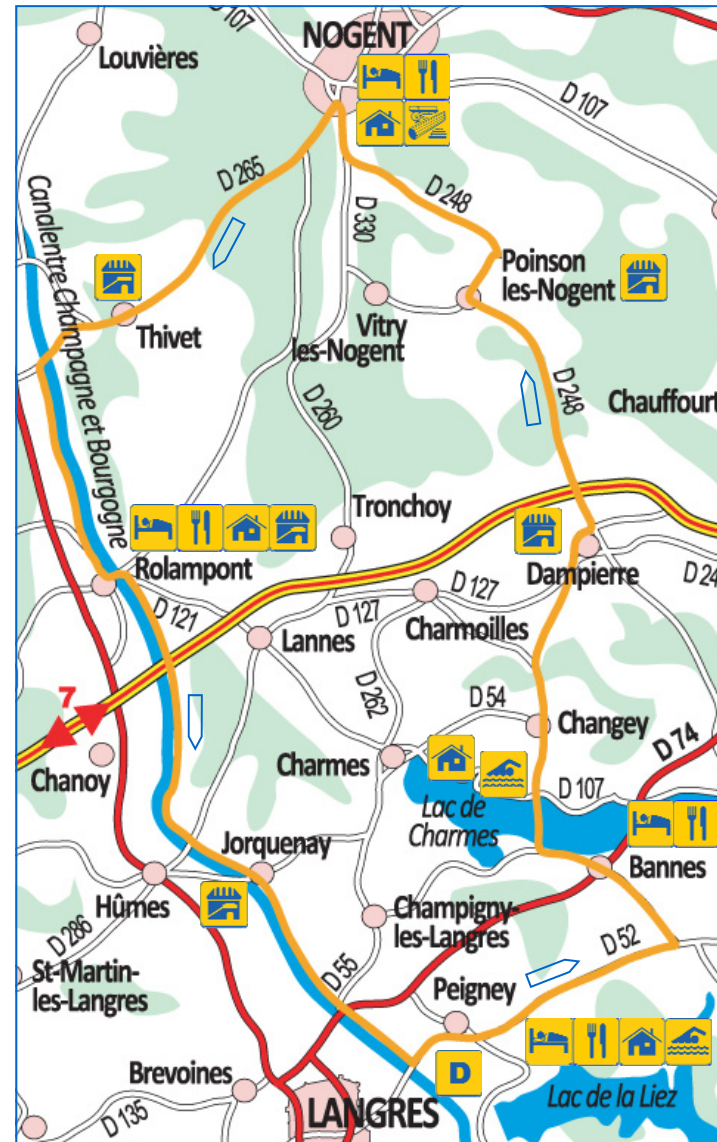 D 107
NOGENT
Louvières
D 107
D 265
D 248
D 330
Canalentre Champagne et Bourgogne
Poinson
les-Nogent
Thivet
Vitry
les-Nogent
D 248
D 260
Chauffourt
Tronchoy
Rolampont
Dampierre
D 24
D 121
D 127
D 127
Lannes
Charmoilles
D 262
7
D 54
Changey
D 74
Chanoy
Charmes
D 107
Lac de
Charmes
Jorquenay
Bannes
Hûmes
Champigny-
les-Langres
D 286
D 52
St-Martin-
les-Langres
D 55
Peigney
Brevoines
D
D 135
LANGRES
Lac de la Liez